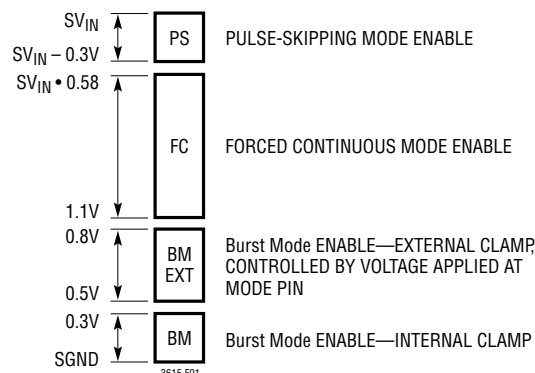 SVIN
PS
PULSE-SKIPPING MODE ENABLE
SVIN – 0.3V
SVIN • 0.58
FC
FORCED CONTINUOUS MODE ENABLE
1.1V
0.8V
BM
EXT
Burst Mode ENABLE—EXTERNAL CLAMP,
CONTROLLED BY VOLTAGE APPLIED AT
MODE PIN
0.5V
0.3V
BM
Burst Mode ENABLE—INTERNAL CLAMP
SGND
3615 F01